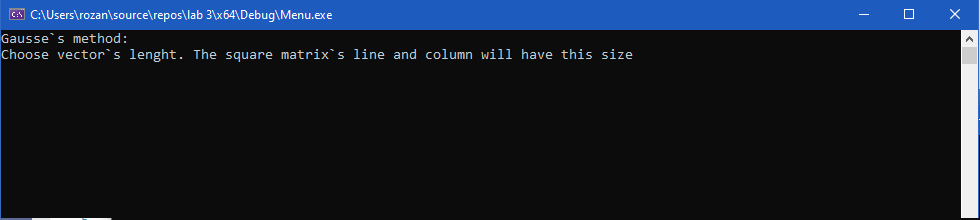 C:\Users\rozan\source\repos\lab 3\x64\Debug\Menu.exe
Gausse`s method:
Choose vector`s lenght. The square matrix`s line and column will have this size